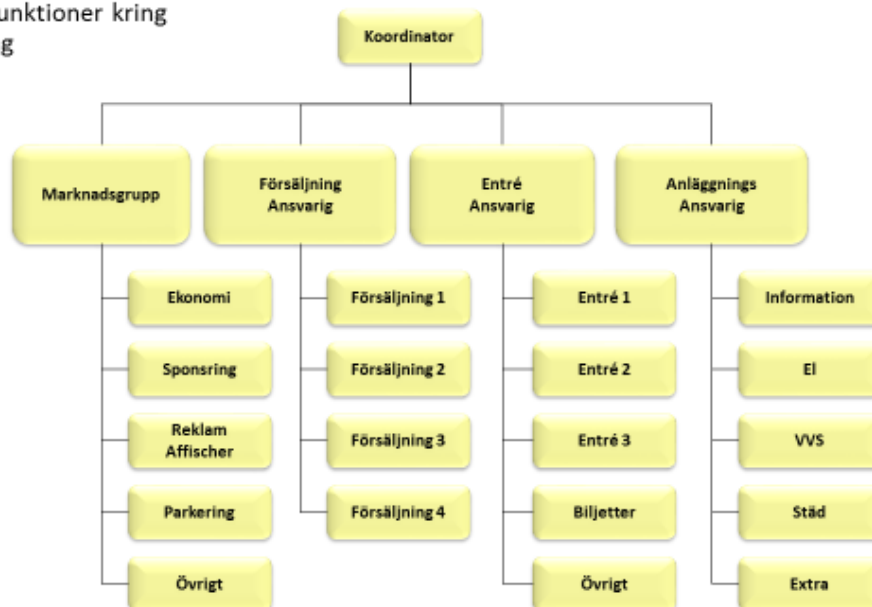 unktioner kring
g
Koordinator
Marknadsgrupp
Försäljning
Ansvarig
Entré
Ansvarig
Anläggnings
Ansvarig
Ekonomi
Försäljning 1
Entré 1
Information
Sponsring
Försäljning 2
Entré 2
El
Reklam
Affischer
Försäljning 3
Entré 3
VVS
Parkering
Försäljning 4
Biljetter
Städ
Övrigt
Övrigt
Extra